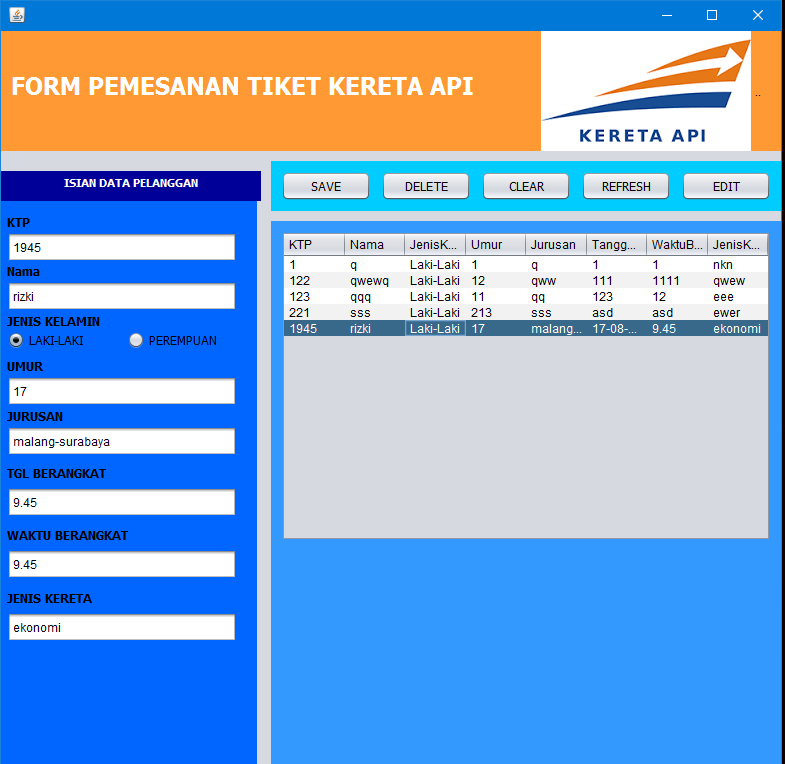 FORM PEMESANAN TIKET KERETA API
KERETA API
..
ISIAN DATA PELANGGAN
SAVE DELETE CLEAR REFRESH EDIT
KTP
1945
Nama
rizki
JENIS KELAMIN
LAKI-LAKI PEREMPUAN
UMUR
17
JURUSAN
malang-surabaya
TGL BERANGKAT
9.45
WAKTU BERANGKAT
9.45
JENIS KERETA
ekonomi
KTP Nama JenisK... Umur Jurusan Tangg... WaktuB... JenisK...
1 q Laki-Laki 1 q 1 1 nkn
122 qwewq Laki-Laki 12 qww 111 1111 qwew
123 qqq Laki-Laki 11 qq 123 12 eee
221 sss Laki-Laki 213 sss asd asd ewer
1945 rizki Laki-Laki 17 malang... 17-08-... 9.45 ekonomi